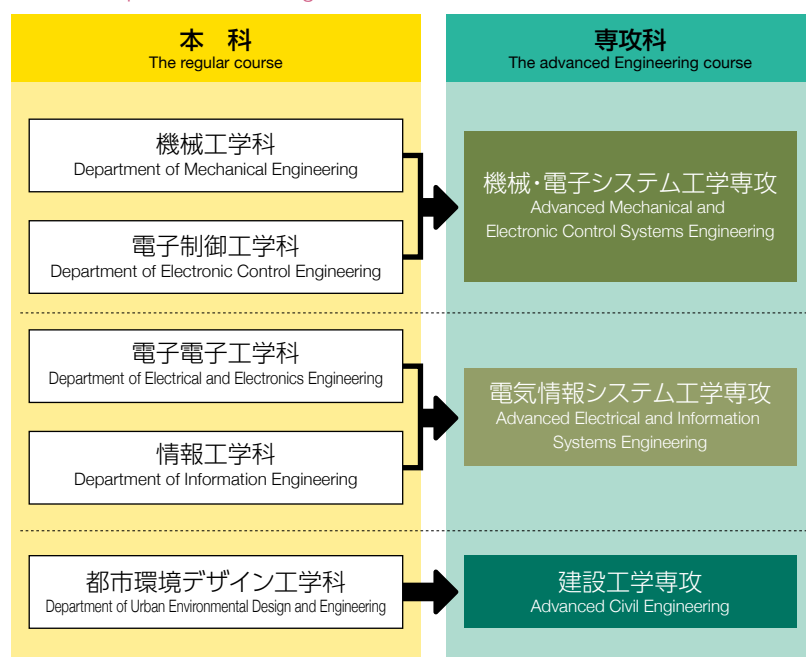 本 科
The regular course
専攻科
The advanced Engineering course
機械工学科
Department of Mechanical Engineering
電子制御工学科
Department of Electronic Control Engineering
機械・電子システム工学専攻
Advanced Mechanical and
Electronic Control Systems Engineering
電子電子工学科
Department of Electrical and Electronics Engineering
情報工学科
Department of Information Engineering
電気情報システム工学専攻
Advanced Electrical and Information
Systems Engineering
都市環境デザイン工学科
Department of Urban Environmental Design and Engineering
建設工学専攻
Advanced Civil Engineering